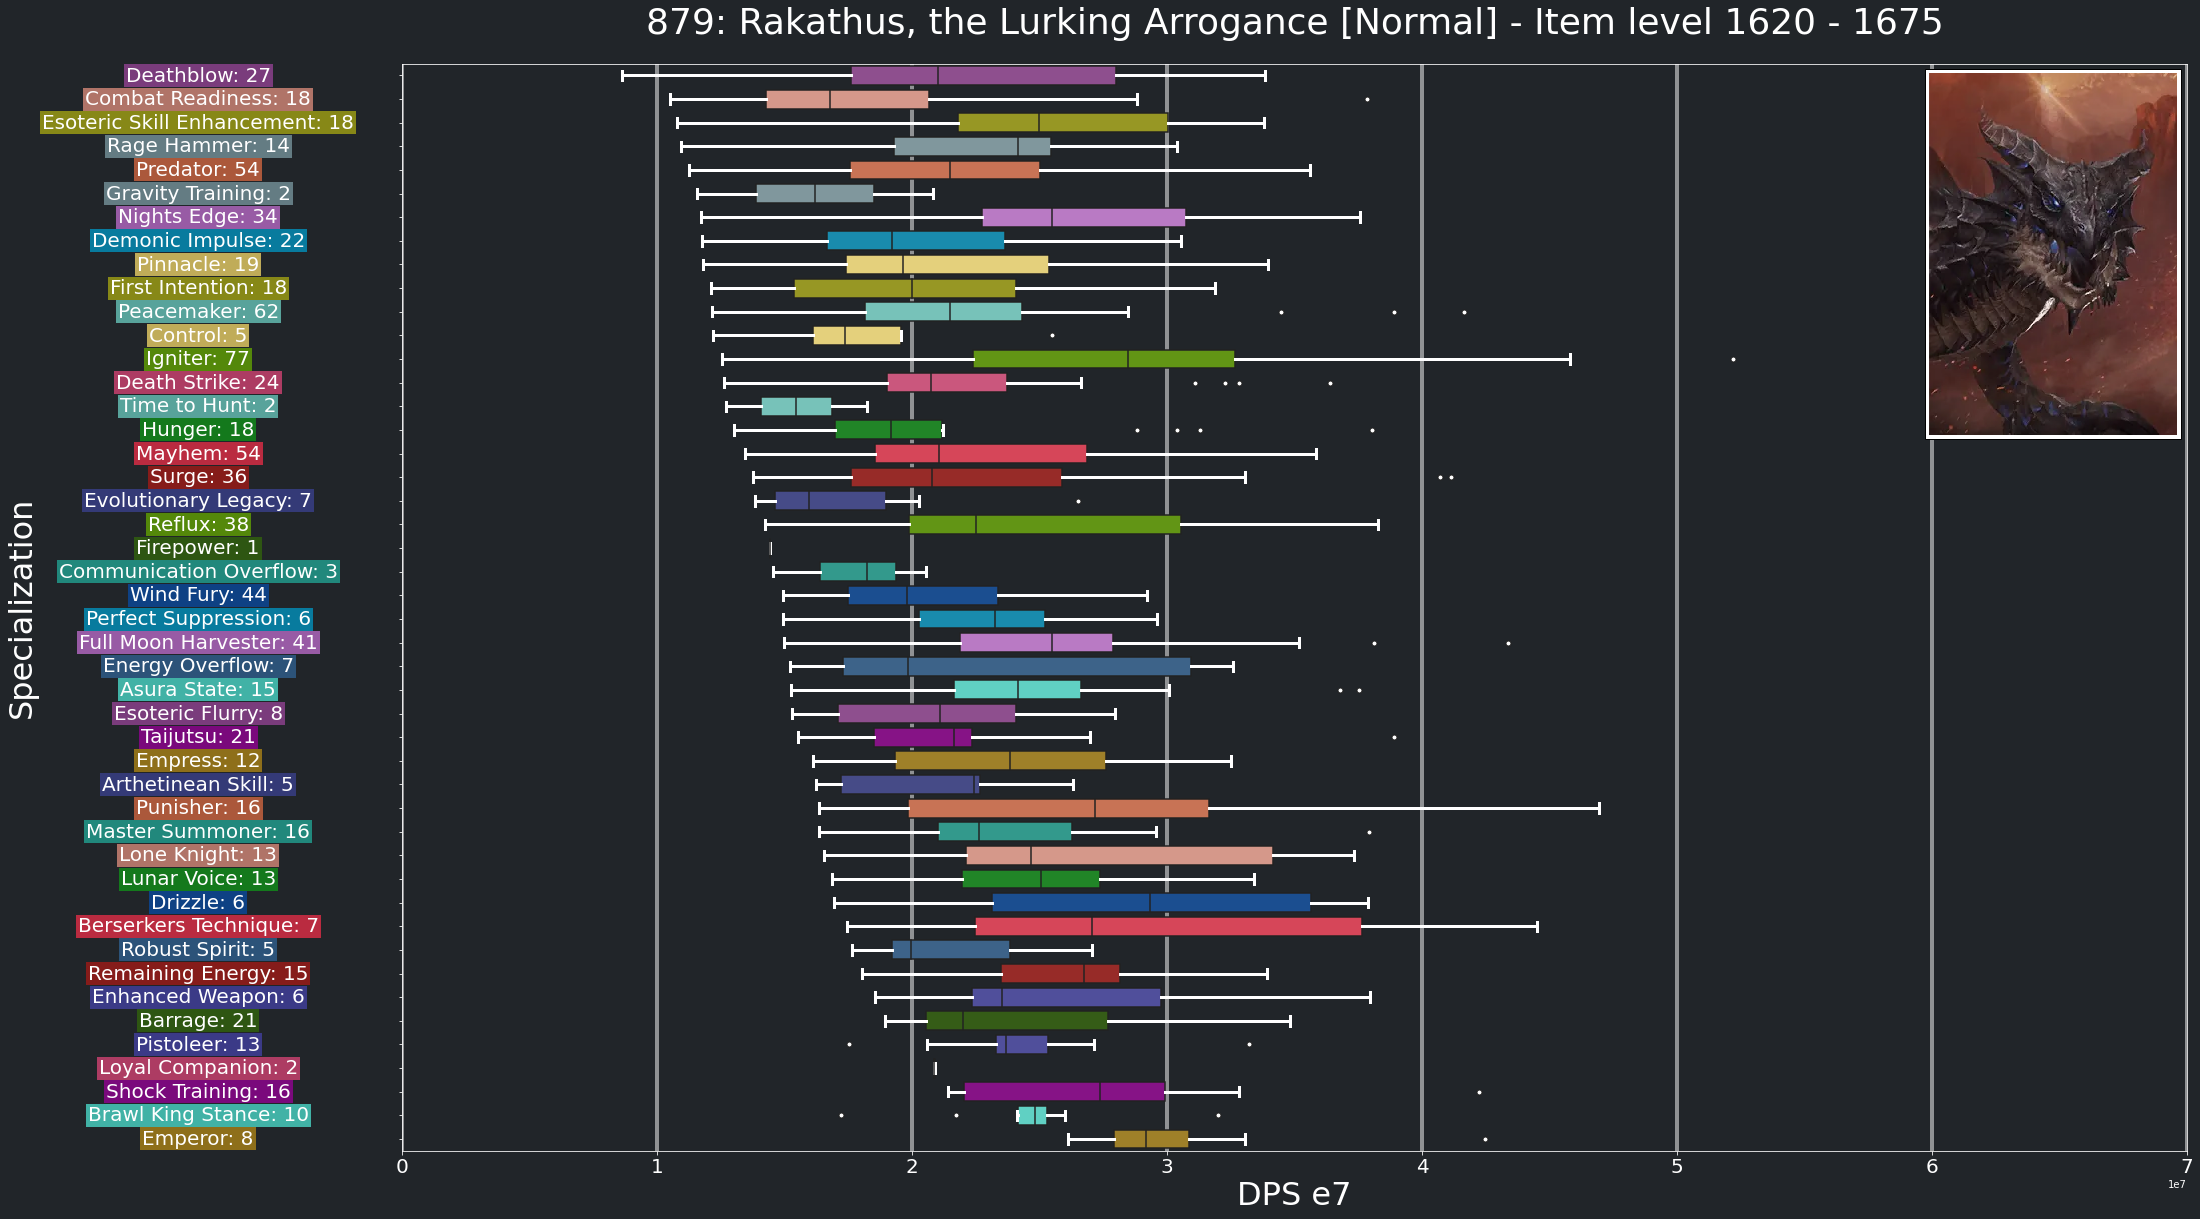 879: Rakathus, the Lurking Arrogance [Normal] - Item level 1620 - 1675
Specialization
Deathblow: 27
Combat Readiness: 18
Esoteric Skill Enhancement: 18
Rage Hammer: 14
Predator: 54
Gravity Training: 2
Nights Edge: 34
Demonic Impulse: 22
Pinnacle: 19
First Intention: 18
Peacemaker: 62
Control: 5
Igniter: 77
Death Strike: 24
Time to Hunt: 2
Hunger: 18
Mayhem: 54
Surge: 36
Evolutionary Legacy: 7
Reflux: 38
Firepower: 1
Communication Overflow: 3
Wind Fury: 44
Perfect Suppression: 6
Full Moon Harvester: 41
Energy Overflow: 7
Asura State: 15
Esoteric Flurry: 8
Taijutsu: 21
Empress: 12
Arthetinean Skill: 5
Punisher: 16
Master Summoner: 16
Lone Knight: 13
Lunar Voice: 13
Drizzle: 6
Berserkers Technique: 7
Robust Spirit: 5
Remaining Energy: 15
Enhanced Weapon: 6
Barrage: 21
Pistoleer: 13
Loyal Companion: 2
Shock Training: 16
Brawl King Stance: 10
Emperor: 8
0 1 2 3 4 5 6 7
1e7
DPS e7